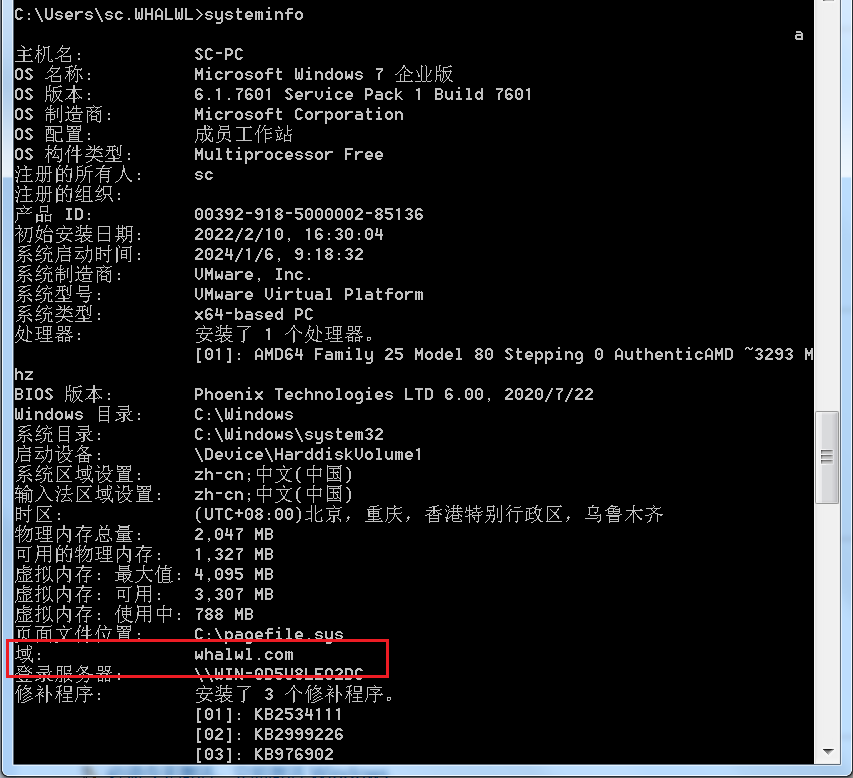 C:\Users\sc.WHALWL>systeminfo
a
主机名: SC-PC
OS 名称: Microsoft Windows 7 企业版
OS 版本: 6.1.7601 Service Pack 1 Build 7601
OS 制造商: Microsoft Corporation
OS 配置: 成员工作站
OS 构件类型: Multiprocessor Free
注册的所有人: sc
注册的组织:
产品 ID: 00392-918-5000002-85136
初始安装日期: 2022/2/10, 16:30:04
系统启动时间: 2024/1/6, 9:18:32
系统制造商: VMware, Inc.
系统型号: VMware Virtual Platform
系统类型: x64-based PC
处理器: 安装了 1 个处理器。
[01]: AMD64 Family 25 Model 80 Stepping 0 AuthenticAMD ~3293 M
hz
BIOS 版本: Phoenix Technologies LTD 6.00, 2020/7/22
Windows 目录: C:\Windows
系统目录: C:\Windows\system32
启动设备: \Device\HarddiskVolume1
系统区域设置: zh-cn;中文(中国)
输入法区域设置: zh-cn;中文(中国)
时区: (UTC+08:00)北京，重庆，香港特别行政区，乌鲁木齐
物理内存总量: 2,047 MB
可用的物理内存: 1,327 MB
虚拟内存: 最大值: 4,095 MB
虚拟内存: 可用: 3,307 MB
虚拟内存: 使用中: 788 MB
页面文件位置: C:\pagefile.sys
域: whalwl.com
登录服务器:
修补程序: 安装了 3 个修补程序。
[01]: KB2534111
[02]: KB2999226
[03]: KB976902